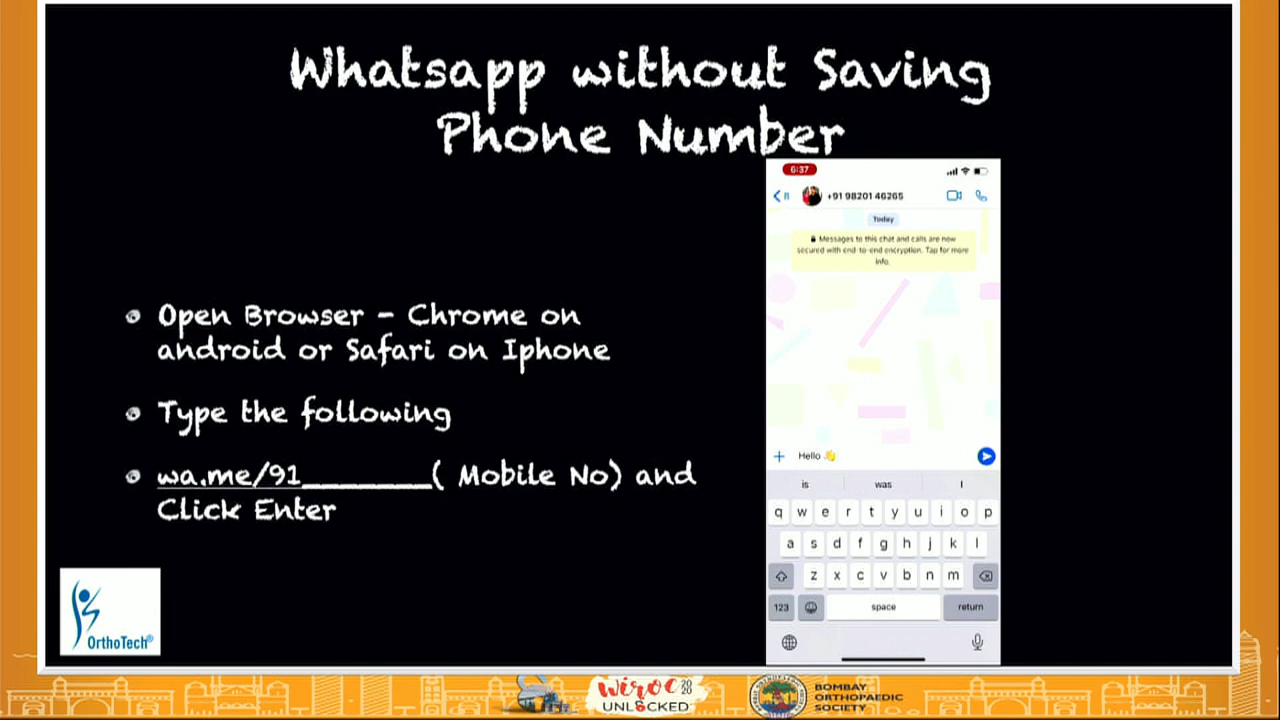 Whatsapp without Saving
Phone Number
Open Browser - Chrome on
android or Safari on Iphone
Type the following
wa.me/91_______( Mobile No) and
Click Enter
6:37
+91 98201 46265
Today
Messages to this chat and calls are now
secured with end-to-end encryption. Tap for more
info.
Hello 👋
is was I
q w e r t y u i o p
a s d f g h j k l
z x c v b n m
123 space return
OrthoTech®
WIROC 2020
UNLOCKED
BOMBAY
ORTHOPAEDIC
SOCIETY